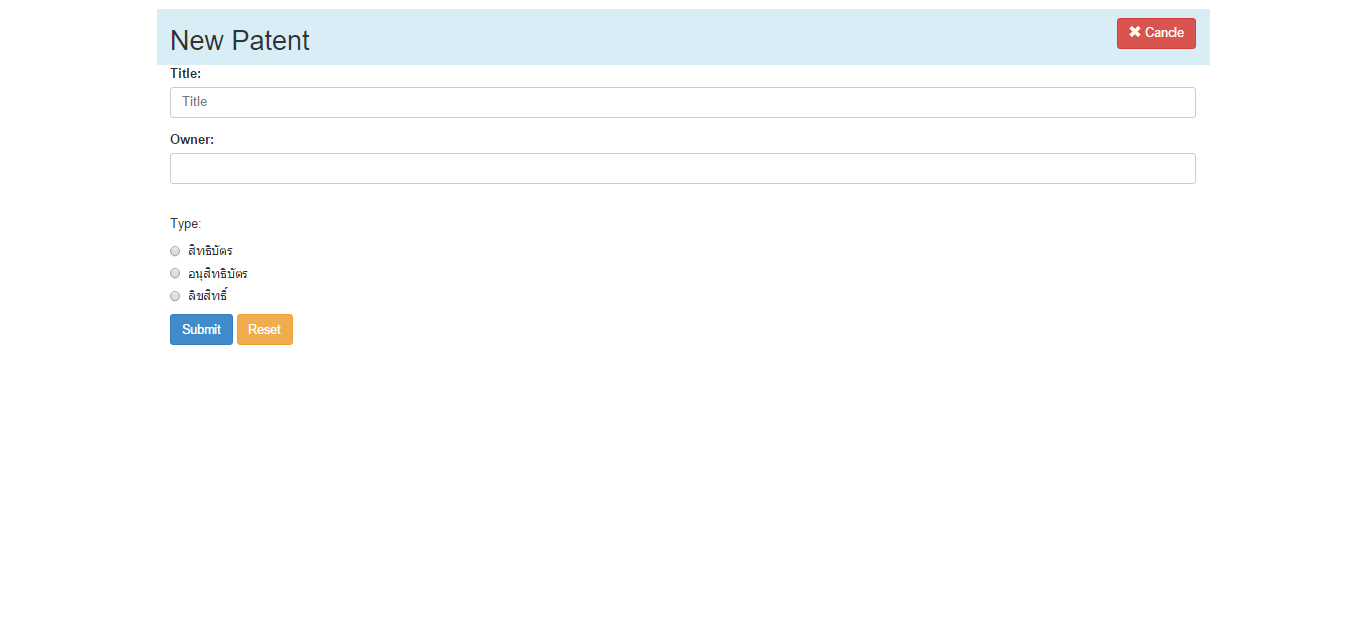 New Patent
Cancle
Title:
Title
Owner:
Type:
สิทธิบัตร
อนุสิทธิบัตร
ลิขสิทธิ์
Submit Reset